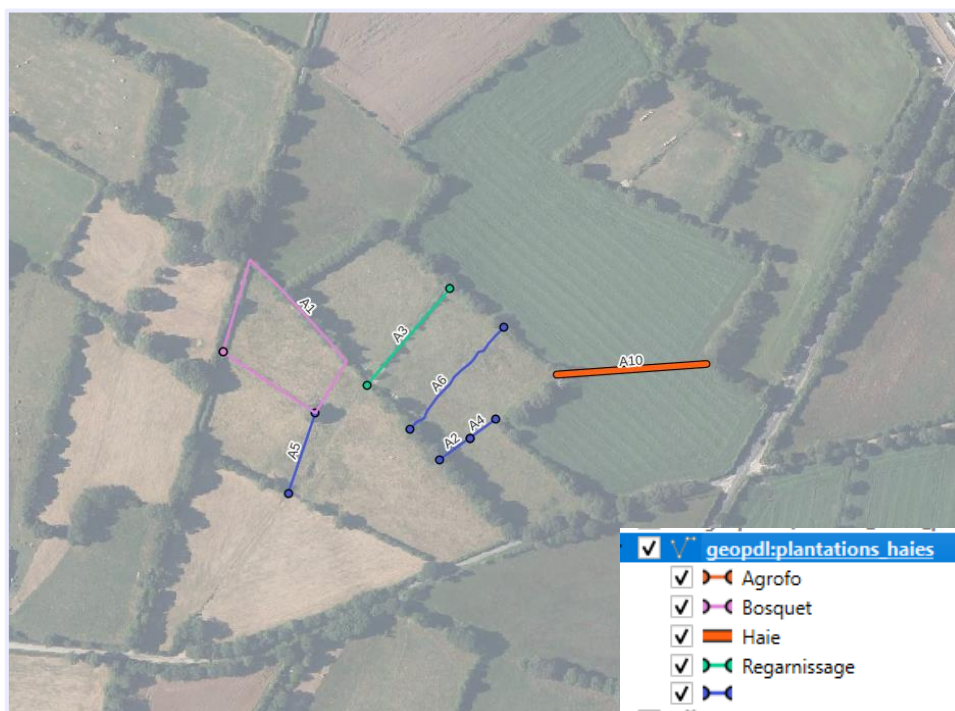 A1
A3
A10
A6
A4
A2
A5
geopdl:plantations_haies
Agrofo
Bosquet
Haie
Regarnissage